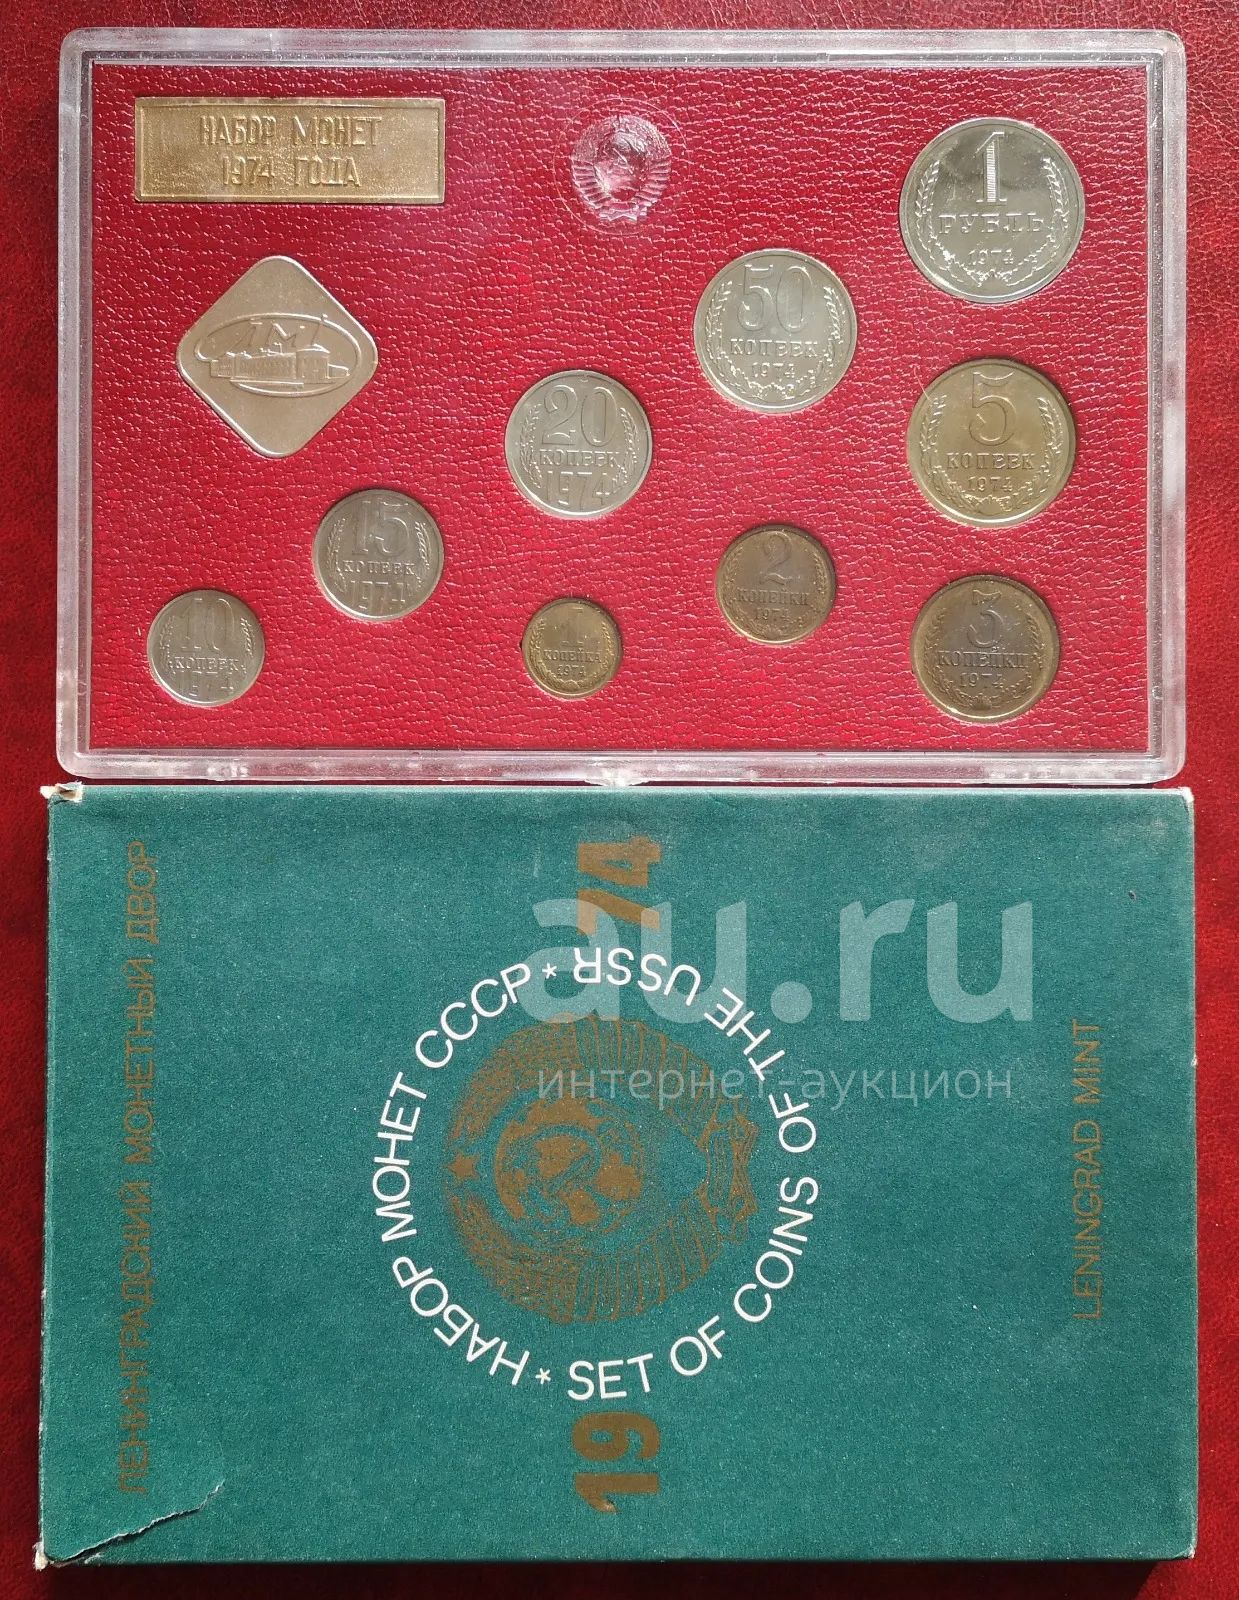 НАБОР МОНЕТ
1974 ГОДА
ЛМД
1
РУБЛЬ
1974
50
КОПЕЕК
1974
20
КОПЕЕК
1974
5
КОПЕЕК
1974
15
КОПЕЕК
1974
2
КОПЕЙКИ
1974
10
КОПЕЕК
1974
1
КОПЕЙКА
1974
3
КОПЕЙКИ
1974
ЛЕНИНГРАДСКИЙ МОНЕТНЫЙ ДВОР
1974
НАБОР МОНЕТ СССР * SET OF COINS OF THE USSR *
LENINGRAD MINT
au.ru
интернет-аукцион